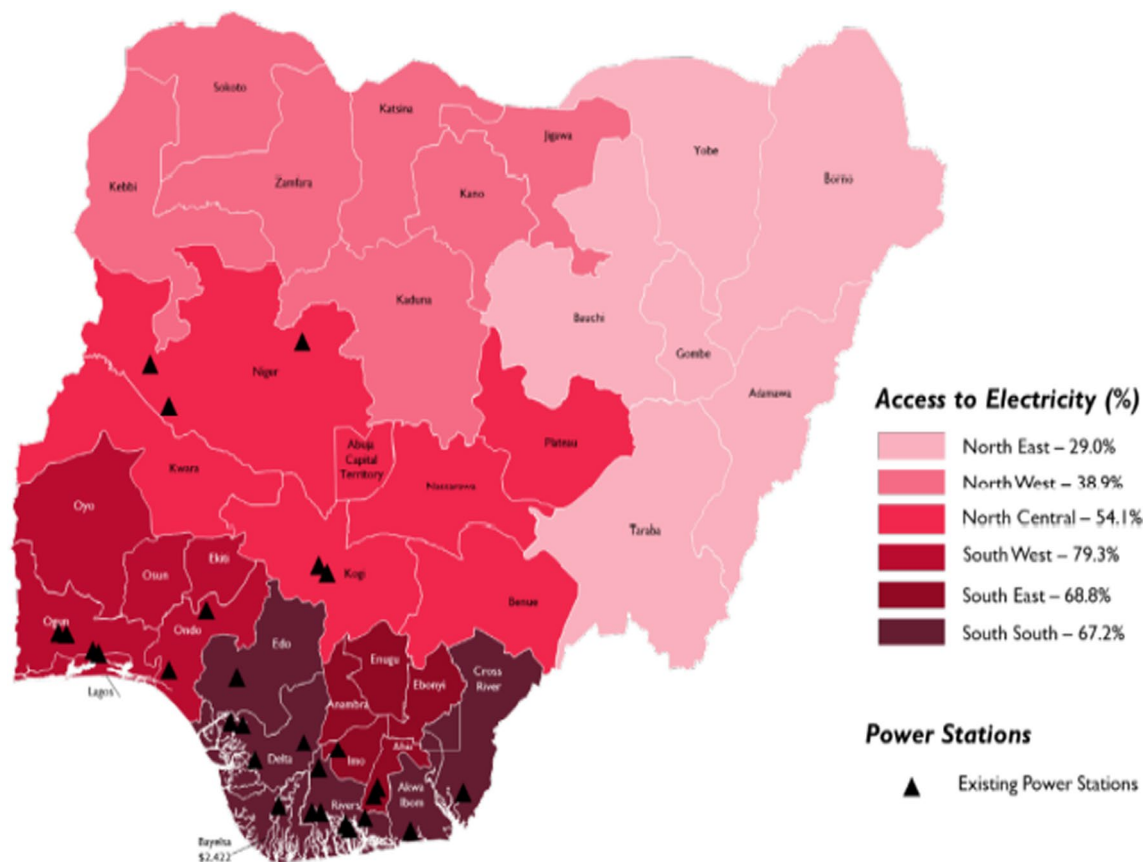 Sokoto
Katsina
Jigawa
Yobe
Borno
Kebbi
Zamfara
Kano
Kaduna
Bauchi
Gombe
Adamawa
Niger
Abuja
Capital
Territory
Plateau
Kwara
Nassarawa
Taraba
Oyo
Kogi
Benue
Osun
Ekiti
Ogun
Ondo
Edo
Enugu
Ebonyi
Cross
River
Lagos
Anambra
Delta
Imo
Abia
Akwa
Ibom
Rivers
Bayelsa
$2,422
Access to Electricity (%)
North East – 29.0%
North West – 38.9%
North Central – 54.1%
South West – 79.3%
South East – 68.8%
South South – 67.2%
Power Stations
Existing Power Stations